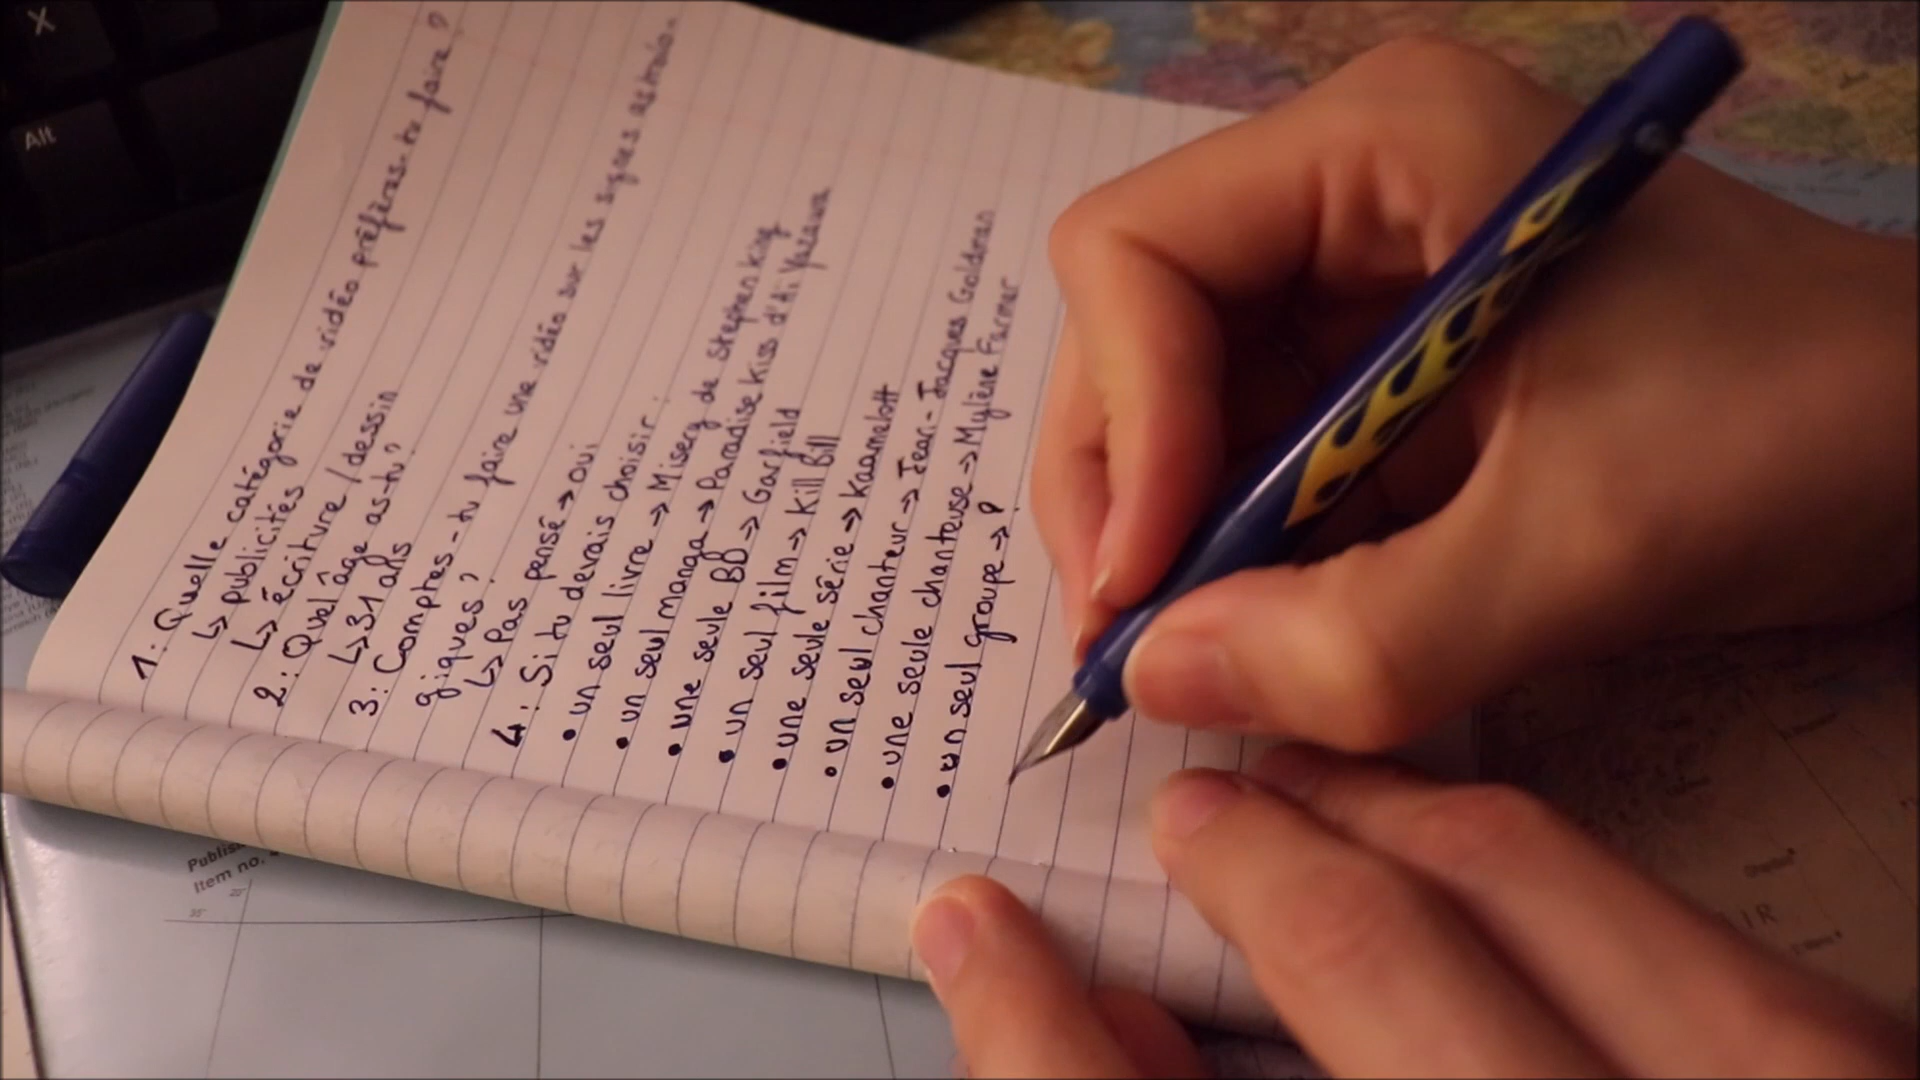 1: Quelle catégorie de vidéo préfères-tu faire ?
↳ publicités
↳ écriture / dessin
2: Quel âge as-tu?
↳ 31 ans
3: Comptes-tu faire une vidéo sur les signes astrolo-
giques?
↳ Pas pensé → oui
4: Si tu devais choisir:
• un seul livre → Misery de Stephen King
• un seul manga → Paradise kiss d'Ai Yazawa
• une seule BD → Garfield
• un seul film → Kill Bill
• une seule série → Kaamelott
• un seul chanteur → Jean-Jacques Goldman
• une seule chanteuse → Mylène Farmer
• un seul groupe → ?
X
Alt
Item no.